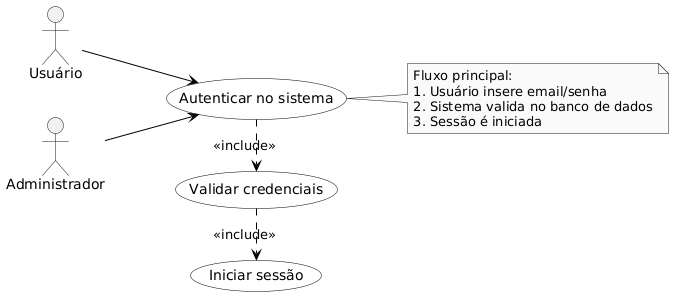 Usuário
Administrador
Autenticar no sistema
Fluxo principal:
1. Usuário insere email/senha
2. Sistema valida no banco de dados
3. Sessão é iniciada
«include»
Validar credenciais
«include»
Iniciar sessão